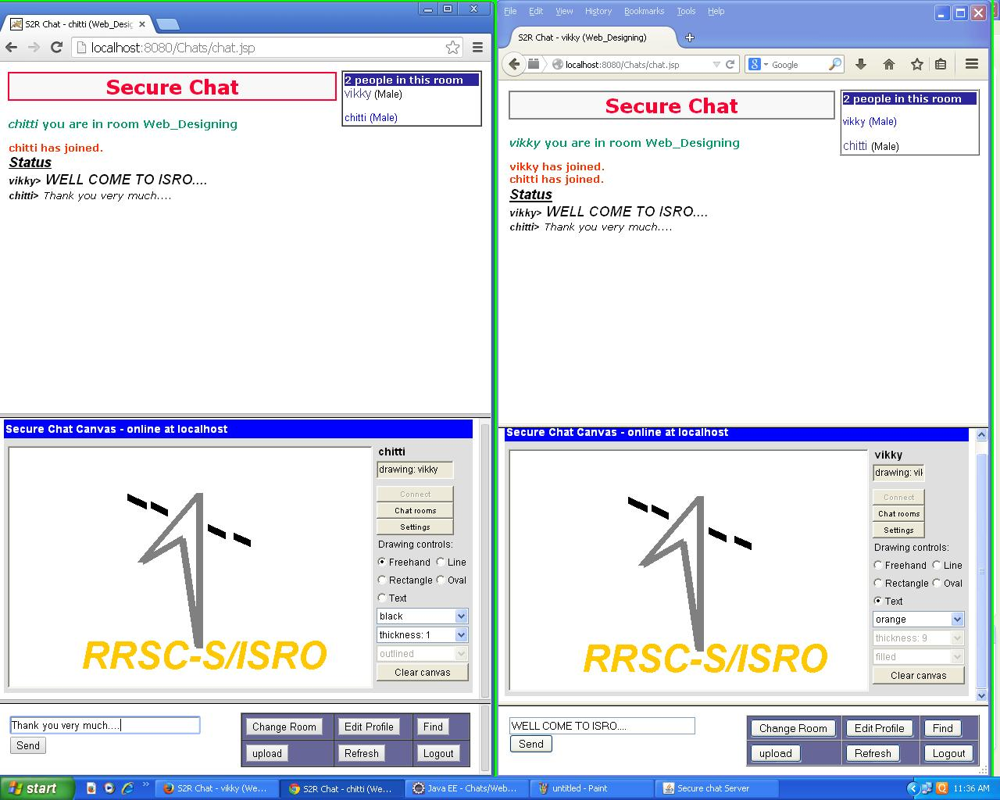 S2R Chat - chitti (Web_Desig
localhost:8080/Chats/chat.jsp
Secure Chat
2 people in this room
vikky (Male)
chitti (Male)
chitti you are in room Web_Designing
chitti has joined.
Status
vikky> WELL COME TO ISRO....
chitti> Thank you very much....
Secure Chat Canvas - online at localhost
RRSC-S/ISRO
chitti
drawing: vikky
Connect
Chat rooms
Settings
Drawing controls:
Freehand Line
Rectangle Oval
Text
black
thickness: 1
outlined
Clear canvas
Thank you very much....
Send
Change Room Edit Profile Find
upload Refresh Logout
File Edit View History Bookmarks Tools Help
S2R Chat - vikky (Web_Designing)
localhost:8080/Chats/chat.jsp
Google
Secure Chat
2 people in this room
vikky (Male)
chitti (Male)
vikky you are in room Web_Designing
vikky has joined.
chitti has joined.
Status
vikky> WELL COME TO ISRO....
chitti> Thank you very much....
Secure Chat Canvas - online at localhost
RRSC-S/ISRO
vikky
drawing: vik
Connect
Chat rooms
Settings
Drawing controls:
Freehand Line
Rectangle Oval
Text
orange
thickness: 9
filled
Clear canvas
WELL COME TO ISRO....
Send
Change Room Edit Profile Find
upload Refresh Logout
start
S2R Chat - vikky (We...
S2R Chat - chitti (We...
Java EE - Chats/Web...
untitled - Paint
Secure chat Server
11:36 AM